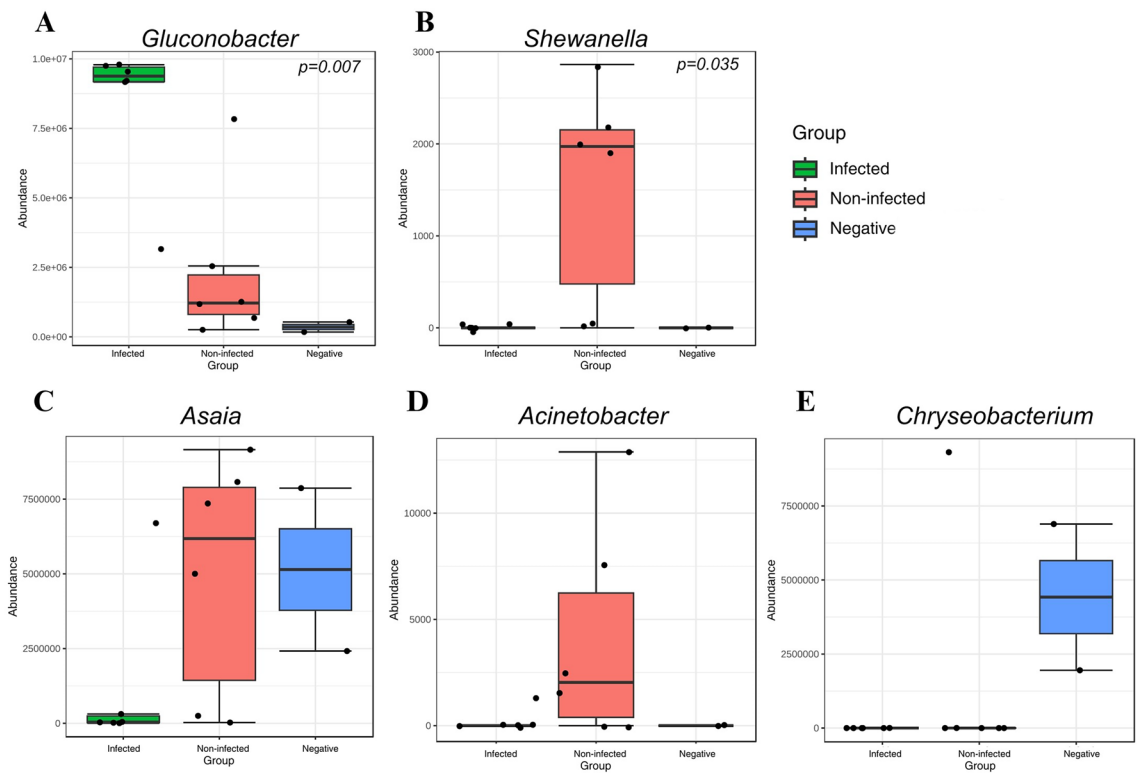 A
Gluconobacter
p=0.007
1.0e+07
7.5e+06
5.0e+06
2.5e+06
0.0e+00
Abundance
Infected
Non-infected
Negative
Group
B
Shewanella
p=0.035
3000
2000
1000
0
Abundance
Infected
Non-infected
Negative
Group
Group
Infected
Non-infected
Negative
C
Asaia
7500000
5000000
2500000
0
Abundance
Infected
Non-infected
Negative
Group
D
Acinetobacter
10000
5000
0
Abundance
Infected
Non-infected
Negative
Group
E
Chryseobacterium
7500000
5000000
2500000
0
Abundance
Infected
Non-infected
Negative
Group